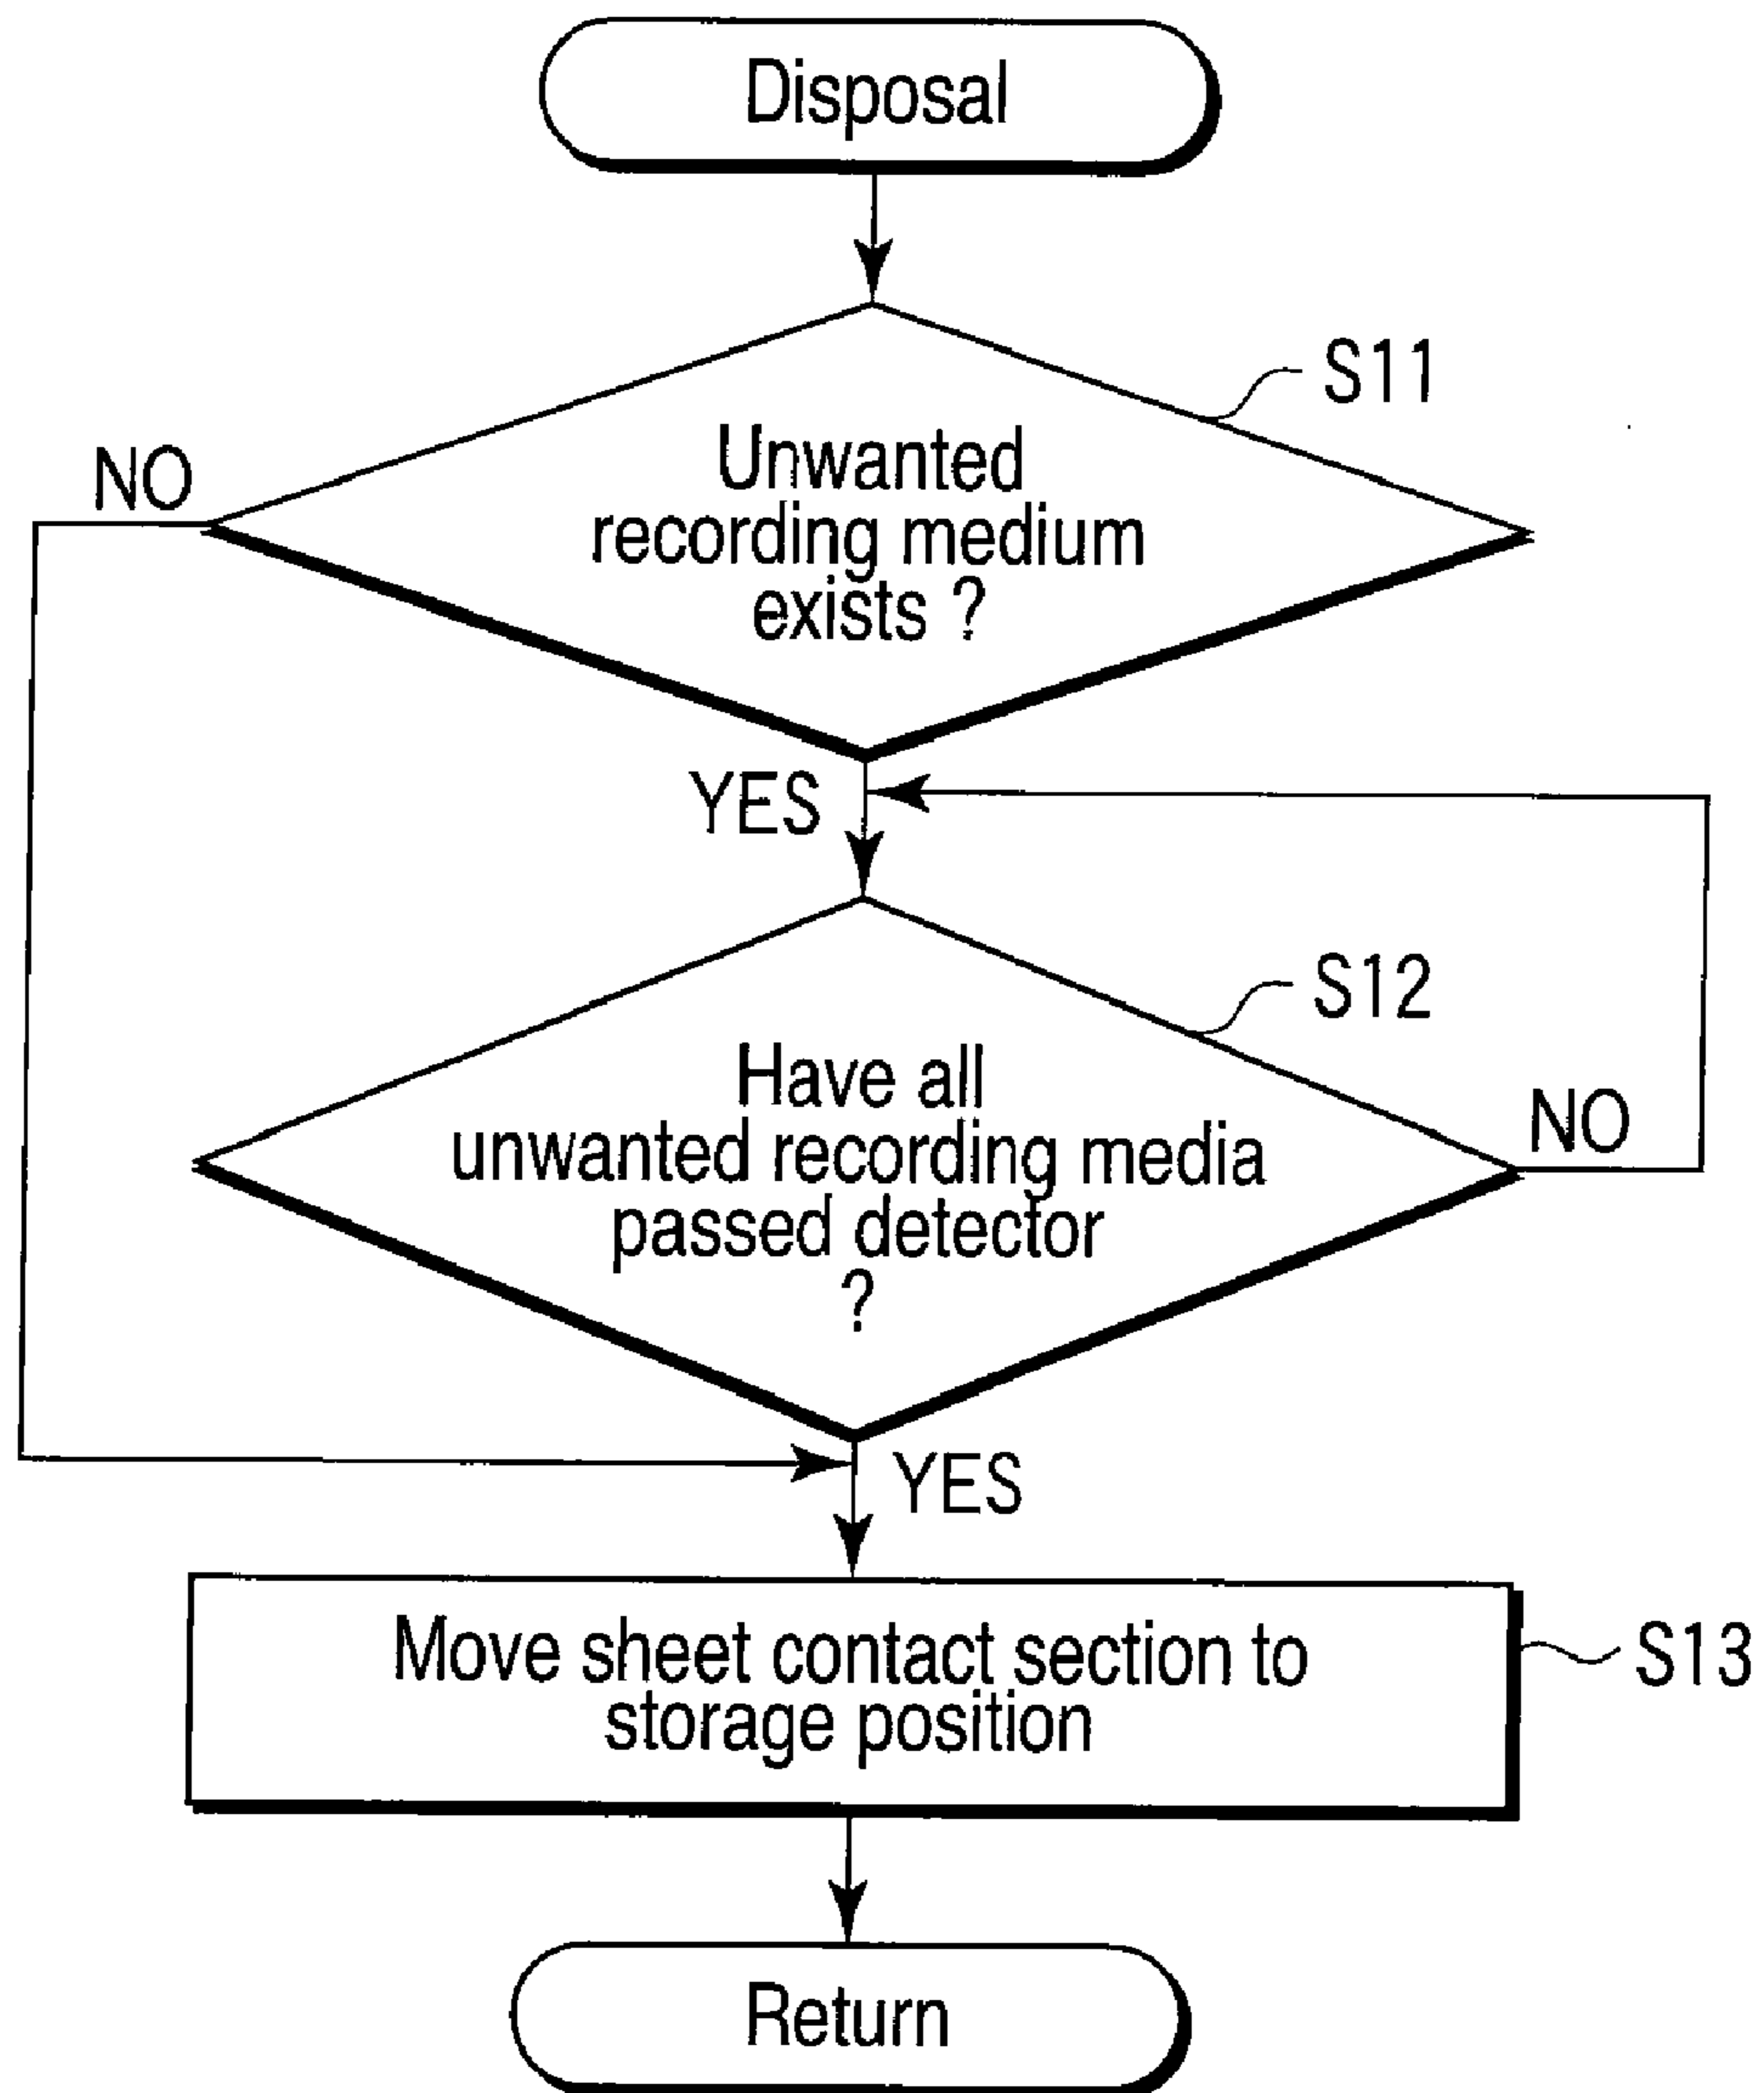 Disposal
S11
NO
Unwanted
recording medium
exists ?
YES
S12
Have all
unwanted recording media
passed detector
?
NO
YES
Move sheet contact section to
storage position
S13
Return